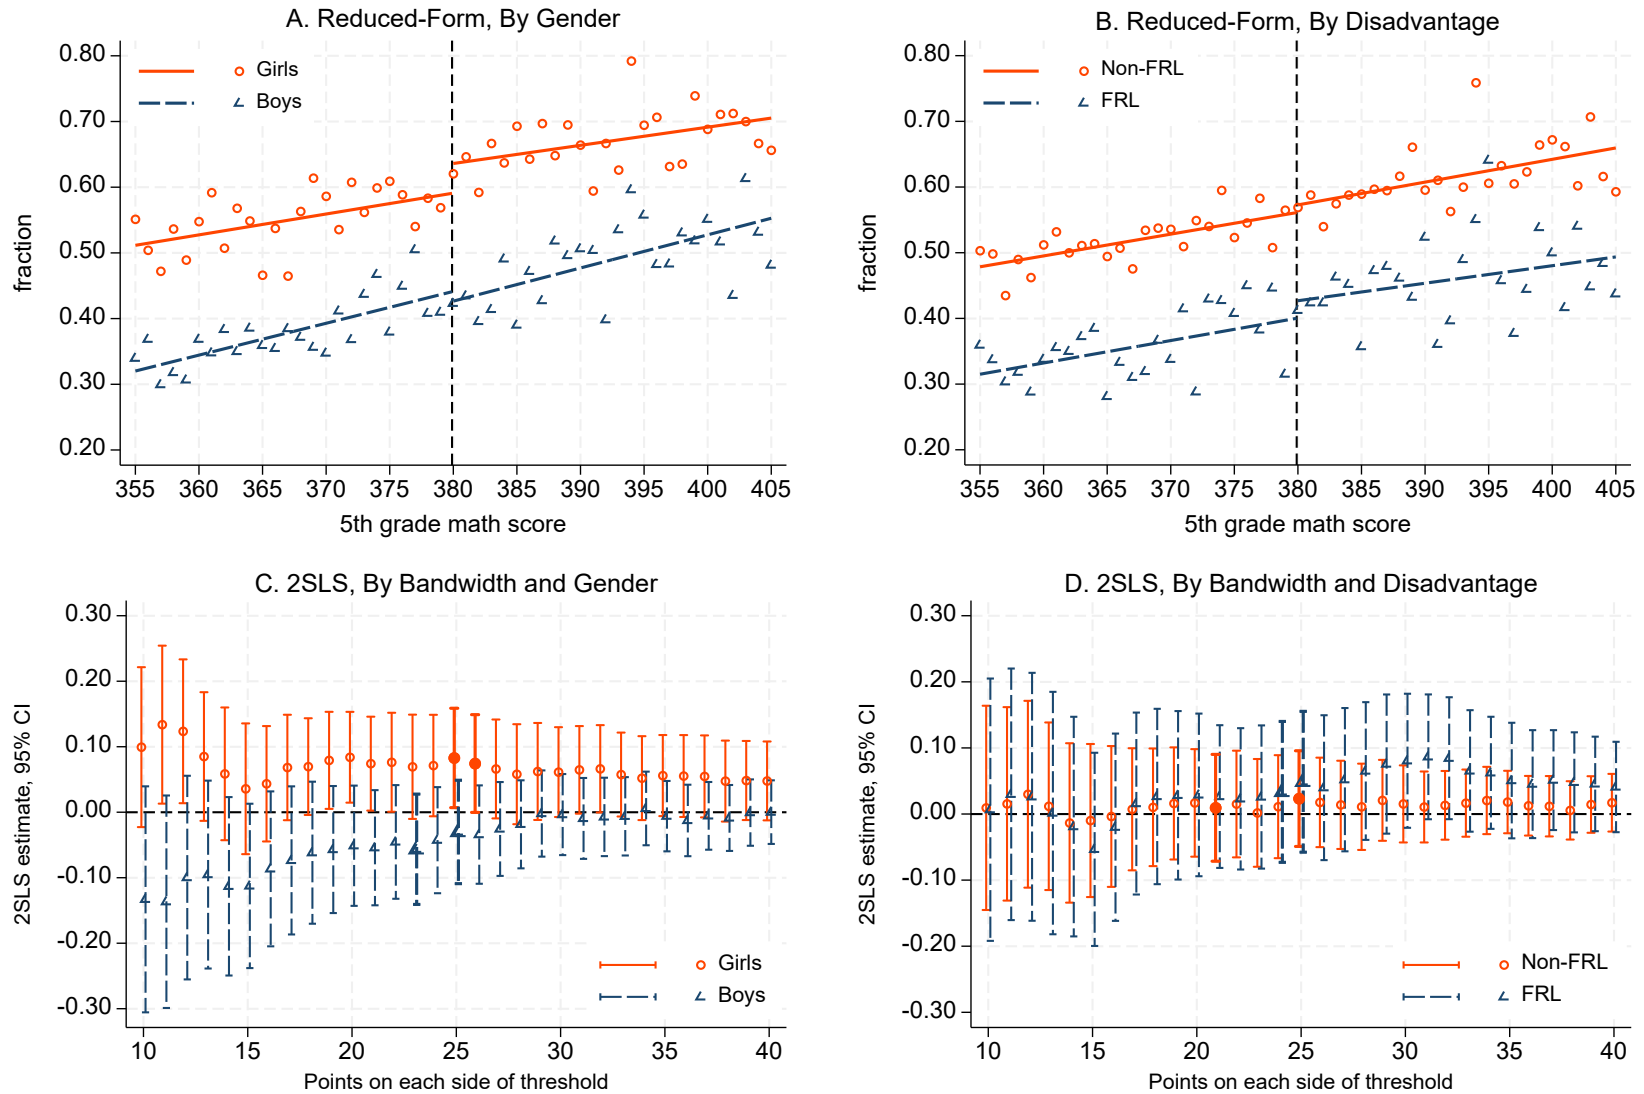 A. Reduced-Form, By Gender
0.80
0.70
0.60
0.50
0.40
0.30
0.20
fraction
Girls
Boys
355 360 365 370 375 380 385 390 395 400 405
5th grade math score
B. Reduced-Form, By Disadvantage
0.80
0.70
0.60
0.50
0.40
0.30
0.20
fraction
Non-FRL
FRL
355 360 365 370 375 380 385 390 395 400 405
5th grade math score
C. 2SLS, By Bandwidth and Gender
0.30
0.20
0.10
0.00
-0.10
-0.20
-0.30
2SLS estimate, 95% CI
Girls
Boys
10 15 20 25 30 35 40
Points on each side of threshold
D. 2SLS, By Bandwidth and Disadvantage
0.30
0.20
0.10
0.00
-0.10
-0.20
-0.30
2SLS estimate, 95% CI
Non-FRL
FRL
10 15 20 25 30 35 40
Points on each side of threshold